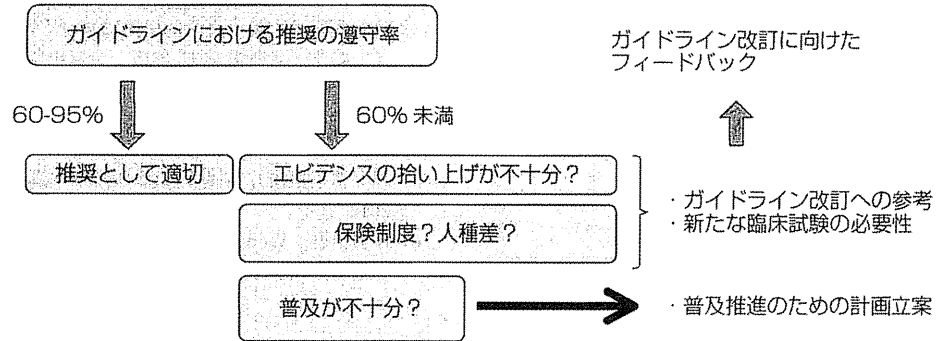 ガイドラインにおける推奨の遵守率
ガイドライン改訂に向けた
フィードバック
60-95%
60% 未満
推奨として適切
エビデンスの拾い上げが不十分？
保険制度？人種差？
・ガイドライン改訂への参考
・新たな臨床試験の必要性
普及が不十分？
・普及推進のための計画立案